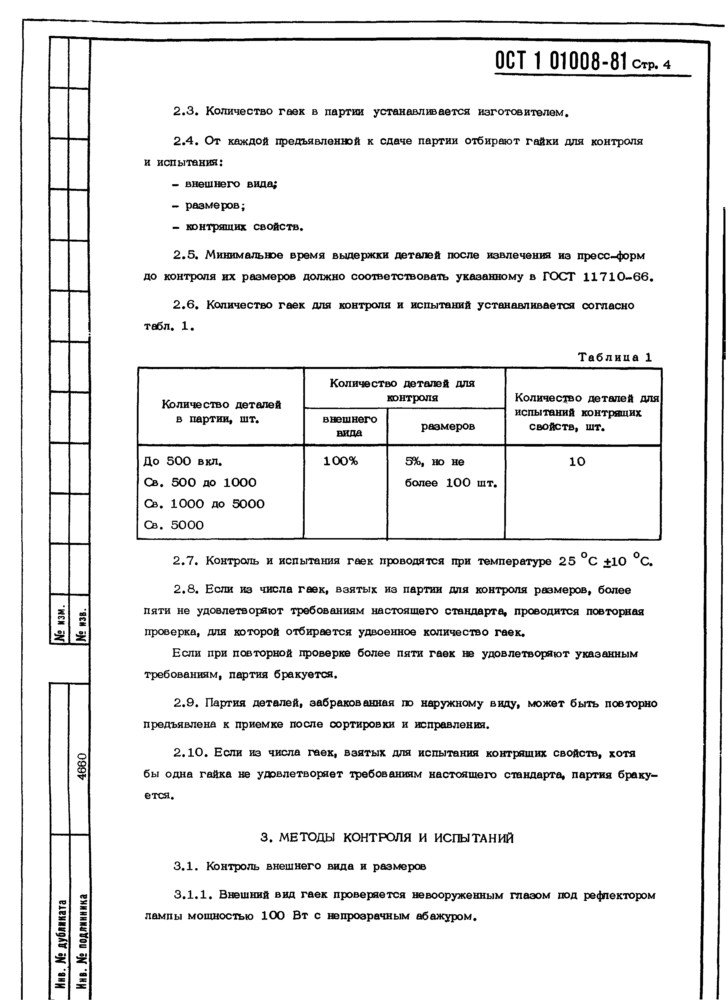 ОСТ 1 01008-81 Стр. 4
2.3. Количество гаек в партии устанавливается изготовителем.
2.4. От каждой предъявленной к сдаче партии отбирают гайки для контроля
и испытания:
– внешнего вида;
– размеров;
– контрящих свойств.
2.5. Минимальное время выдержки деталей после извлечения из пресс-форм
до контроля их размеров должно соответствовать указанному в ГОСТ 11710-66.
2.6. Количество гаек для контроля и испытаний устанавливается согласно
табл. 1.
Таблица 1
Количество деталей
в партии, шт.
Количество деталей для
контроля
внешнего
вида
размеров
Количество деталей для
испытаний контрящих
свойств, шт.
До 500 вкл.
Св. 500 до 1000
Св. 1000 до 5000
Св. 5000
100%
5%, но не
более 100 шт.
10
2.7. Контроль и испытания гаек проводятся при температуре 25 °С ±10 °С.
2.8. Если из числа гаек, взятых из партии для контроля размеров, более
пяти не удовлетворяют требованиям настоящего стандарта, проводится повторная
проверка, для которой отбирается удвоенное количество гаек.
Если при повторной проверке более пяти гаек не удовлетворяют указанным
требованиям, партия бракуется.
2.9. Партия деталей, забракованная по наружному виду, может быть повторно
предъявлена к приемке после сортировки и исправления.
2.10. Если из числа гаек, взятых для испытания контрящих свойств, хотя
бы одна гайка не удовлетворяет требованиям настоящего стандарта, партия браку-
ется.
3. МЕТОДЫ КОНТРОЛЯ И ИСПЫТАНИЙ
3.1. Контроль внешнего вида и размеров
3.1.1. Внешний вид гаек проверяется невооруженным глазом под рефлектором
лампы мощностью 100 Вт с непрозрачным абажуром.
№ изм.
№ изв.
4660
Инв. № дубликата
Инв. № подлинника